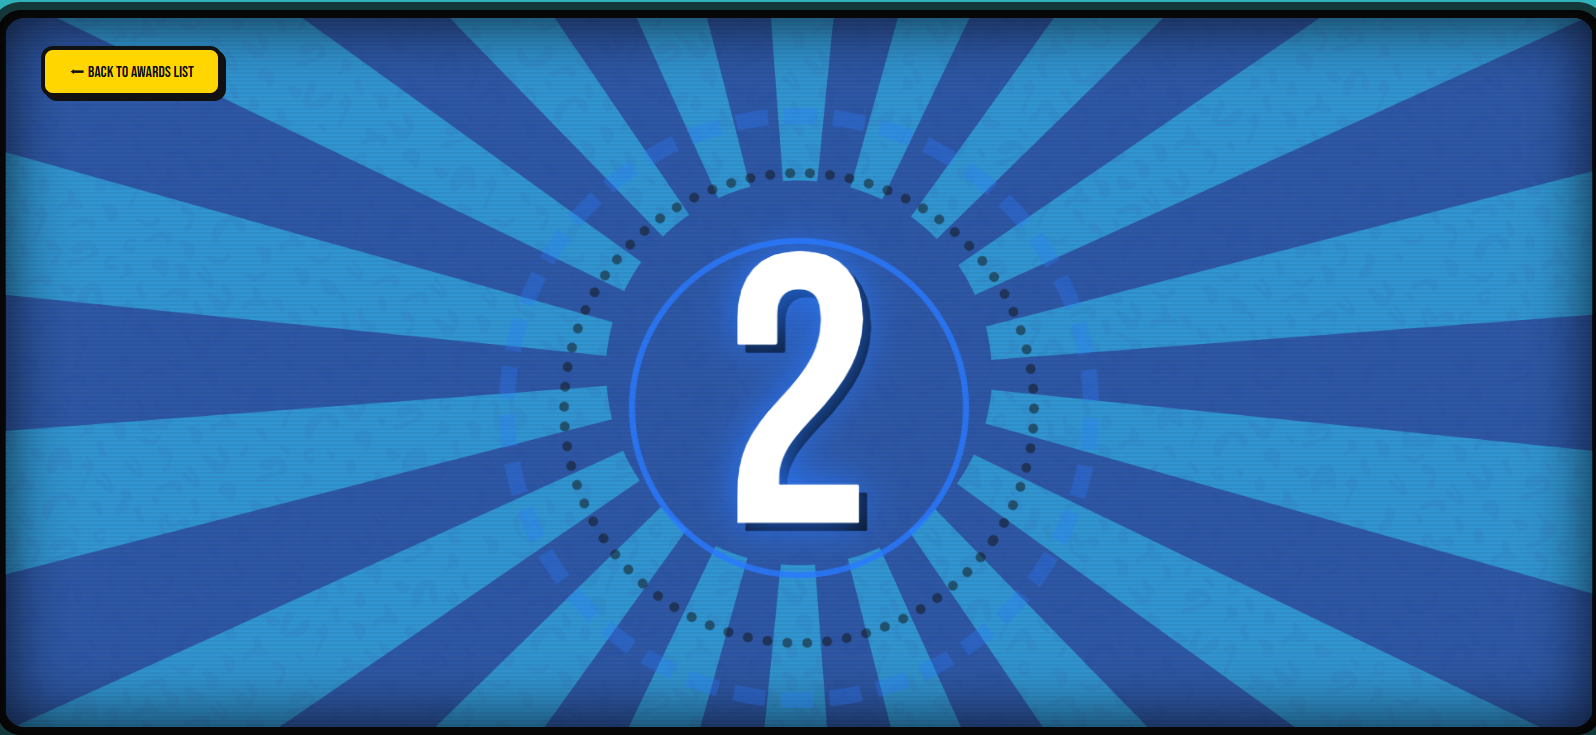 ← BACK TO AWARDS LIST
2